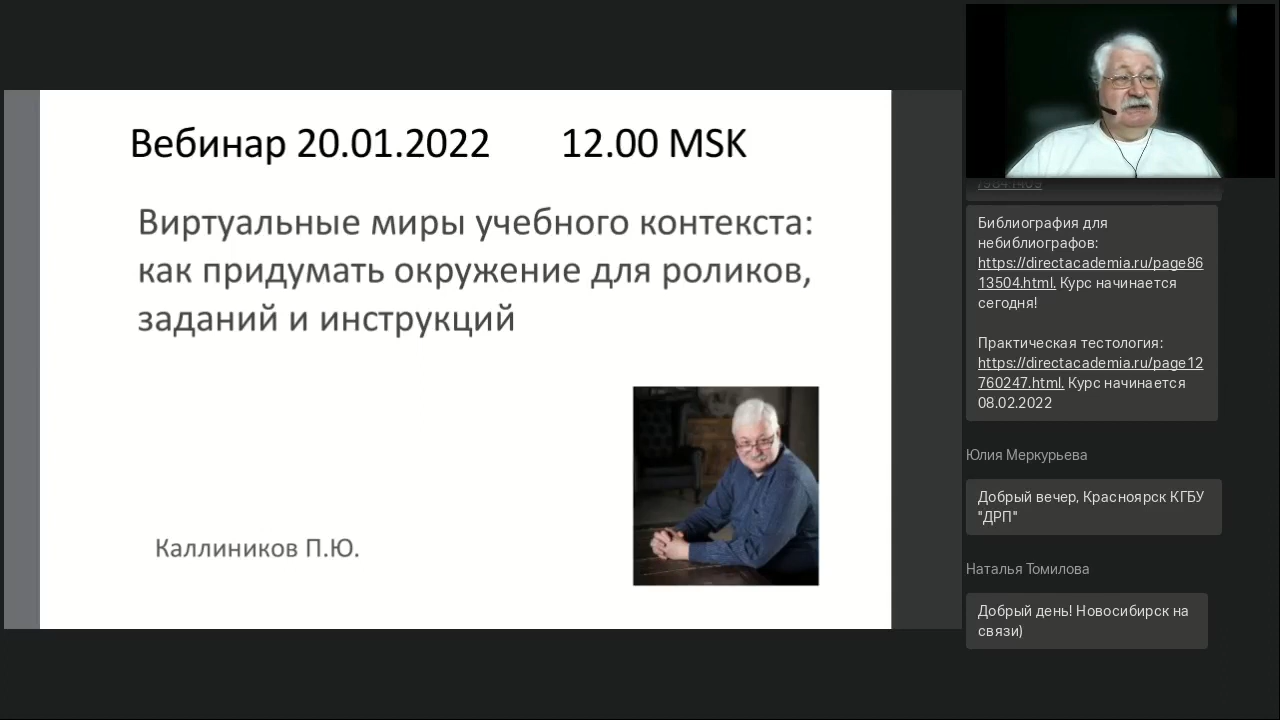 Вебинар 20.01.2022 12.00 MSK
Виртуальные миры учебного контекста:
как придумать окружение для роликов,
заданий и инструкций
Каллиников П.Ю.
Библиография для
небиблиографов:
https://directacademia.ru/page86
13504.html. Курс начинается
сегодня!
Практическая тестология:
https://directacademia.ru/page12
760247.html. Курс начинается
08.02.2022
Юлия Меркурьева
Добрый вечер, Красноярск КГБУ
"ДРП"
Наталья Томилова
Добрый день! Новосибирск на
связи)